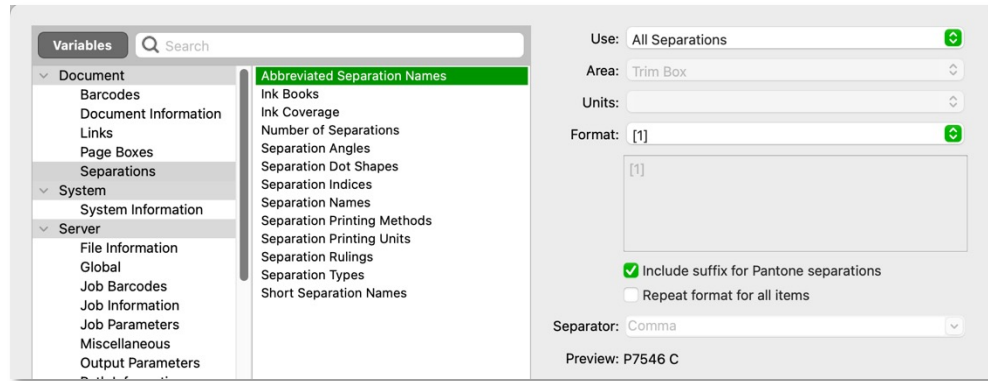 Variables
Search
Document
Barcodes
Document Information
Links
Page Boxes
Separations
System
System Information
Server
File Information
Global
Job Barcodes
Job Information
Job Parameters
Miscellaneous
Output Parameters
Abbreviated Separation Names
Ink Books
Ink Coverage
Number of Separations
Separation Angles
Separation Dot Shapes
Separation Indices
Separation Names
Separation Printing Methods
Separation Printing Units
Separation Rulings
Separation Types
Short Separation Names
Use: All Separations
Area: Trim Box
Units:
Format: [1]
[1]
Include suffix for Pantone separations
Repeat format for all items
Separator: Comma
Preview: P7546 C